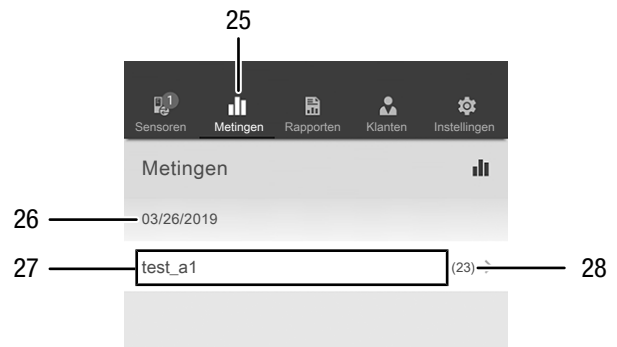 25
1
Sensoren Metingen Rapporten Klanten Instellingen
Metingen
26 03/26/2019
27 test_a1 (23) 28